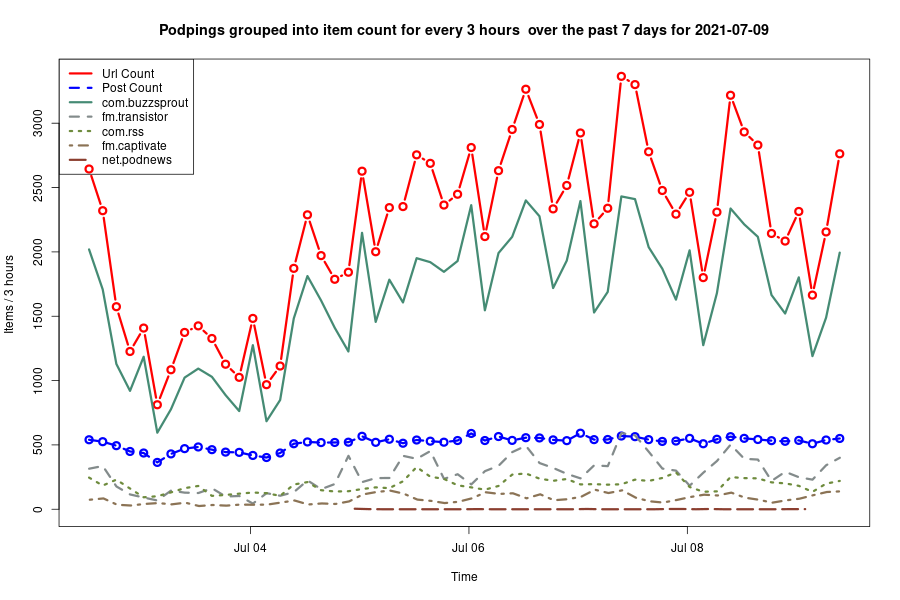 Podpings grouped into item count for every 3 hours  over the past 7 days for 2021-07-09
Url Count
Post Count
com.buzzsprout
fm.transistor
com.rss
fm.captivate
net.podnews
Items / 3 hours
3000
2500
2000
1500
1000
500
0
Jul 04
Jul 06
Jul 08
Time